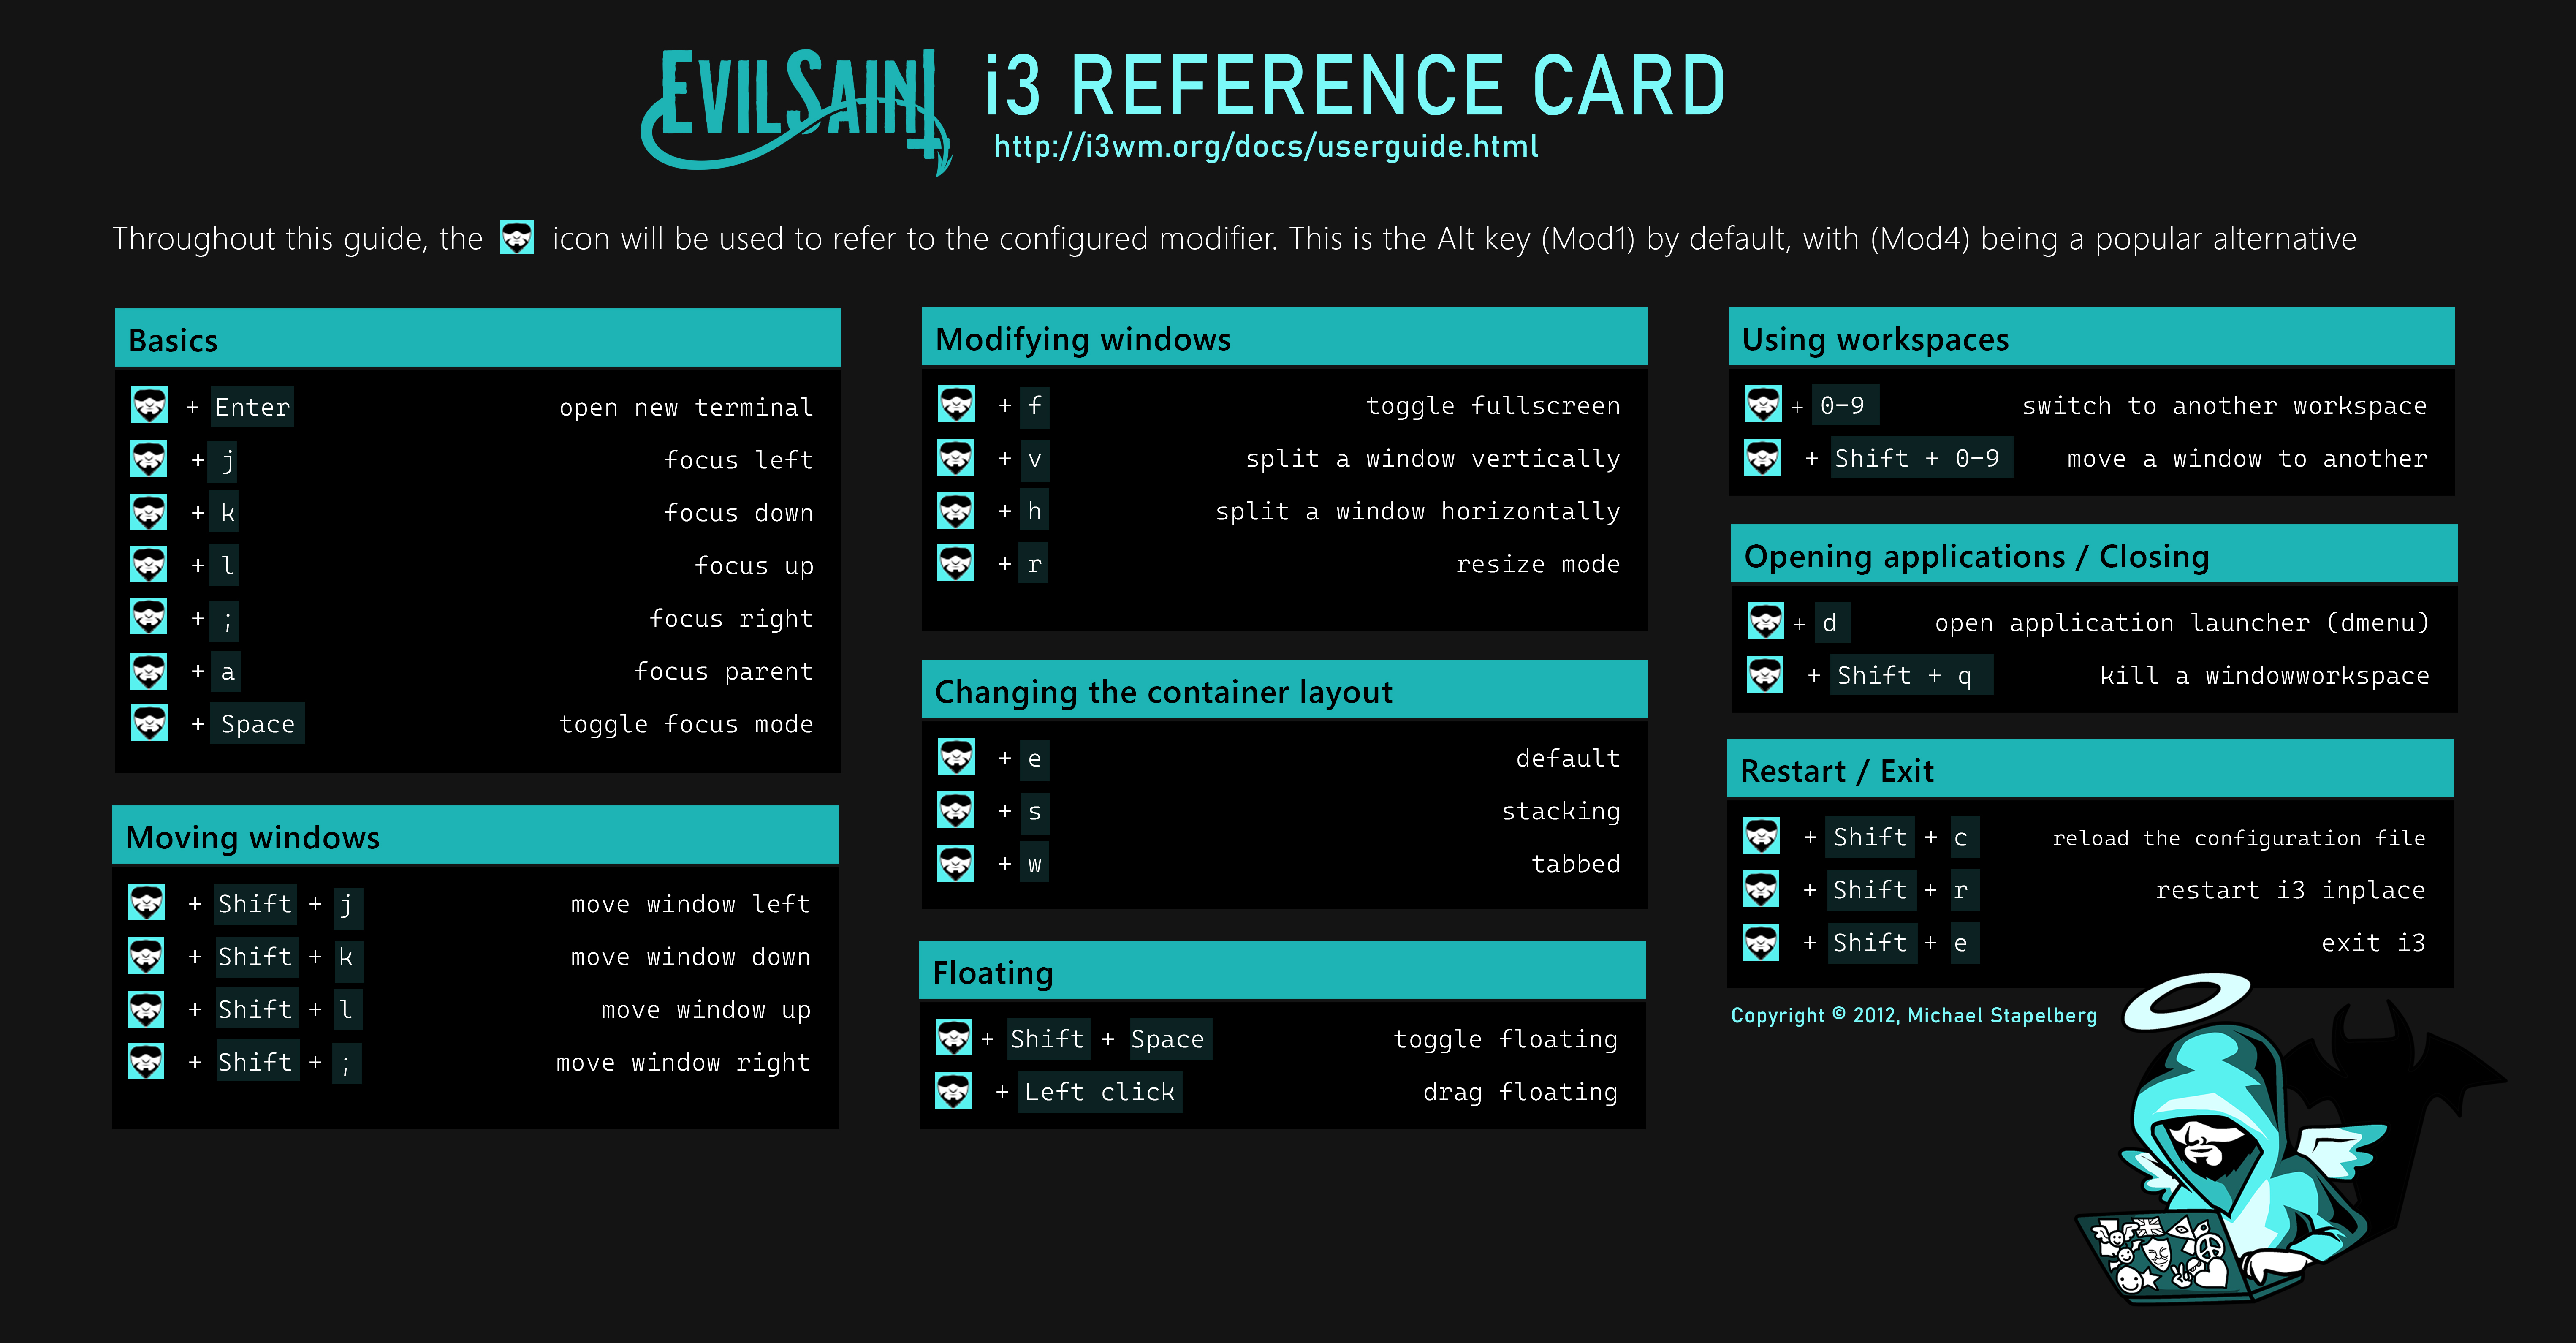 EVILSAINT
i3 REFERENCE CARD
http://i3wm.org/docs/userguide.html
Throughout this guide, the icon will be used to refer to the configured modifier. This is the Alt key (Mod1) by default, with (Mod4) being a popular alternative
Basics
+ Enter open new terminal
+ j focus left
+ k focus down
+ l focus up
+ ; focus right
+ a focus parent
+ Space toggle focus mode
Moving windows
+ Shift + j move window left
+ Shift + k move window down
+ Shift + l move window up
+ Shift + ; move window right
Modifying windows
+ f toggle fullscreen
+ v split a window vertically
+ h split a window horizontally
+ r resize mode
Changing the container layout
+ e default
+ s stacking
+ w tabbed
Floating
+ Shift + Space toggle floating
+ Left click drag floating
Using workspaces
+ 0-9 switch to another workspace
+ Shift + 0-9 move a window to another
Opening applications / Closing
+ d open application launcher (dmenu)
+ Shift + q kill a windowworkspace
Restart / Exit
+ Shift + c reload the configuration file
+ Shift + r restart i3 inplace
+ Shift + e exit i3
Copyright © 2012, Michael Stapelberg